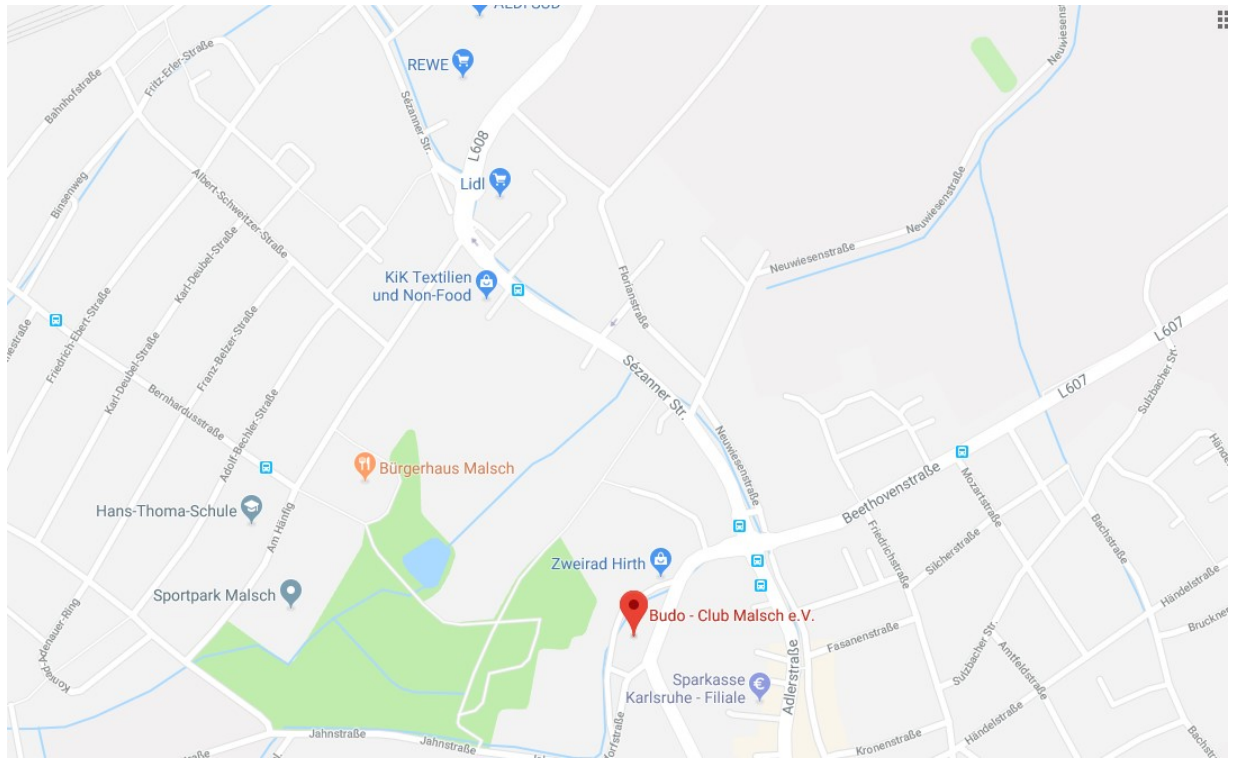 ALDI SÜD
REWE
Fritz-Erler-Straße
Bahnhofstraße
Sézanner Str.
L608
Neuwiesenstraße
Lidl
Binsenweg
Albert-Schweitzer-Straße
Karl-Deubel-Straße
Neuwiesenstraße
Neuwiesenstraße
KiK Textilien
und Non-Food
Florianstraße
Friedrich-Ebert-Straße
Karl-Deubel-Straße
Franz-Belzer-Straße
L607
L607
Sézanner Str.
Sulzbacher Str.
Bernhardusstraße
Adolf-Bechler-Straße
Neuwiesenstraße
Bürgerhaus Malsch
Beethovenstraße
Mozartstraße
Hans-Thoma-Schule
Am Hänfig
Friedrichstraße
Silcherstraße
Bachstraße
Zweirad Hirth
Sportpark Malsch
Budo - Club Malsch e.V.
Händelstraße
Konrad-Adenauer-Ring
Fasanenstraße
Sulzbacher Str.
Amtfeldstraße
Sparkasse
Karlsruhe - Filiale
Adlerstraße
Händelstraße
Jahnstraße
Jahnstraße
Kronenstraße